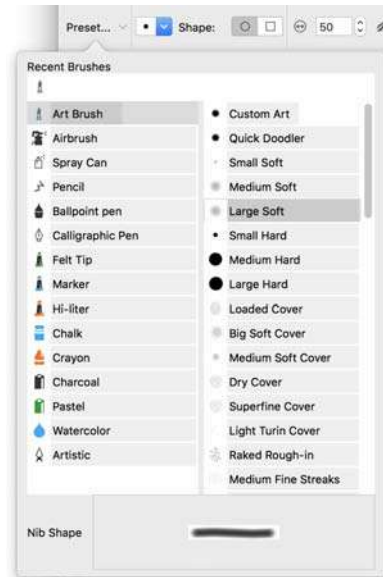 Preset... Shape: 50
Recent Brushes
Art Brush
Airbrush
Spray Can
Pencil
Ballpoint pen
Calligraphic Pen
Felt Tip
Marker
Hi-liter
Chalk
Crayon
Charcoal
Pastel
Watercolor
Artistic
Custom Art
Quick Doodler
Small Soft
Medium Soft
Large Soft
Small Hard
Medium Hard
Large Hard
Loaded Cover
Big Soft Cover
Medium Soft Cover
Dry Cover
Superfine Cover
Light Turin Cover
Raked Rough-in
Medium Fine Streaks
Nib Shape